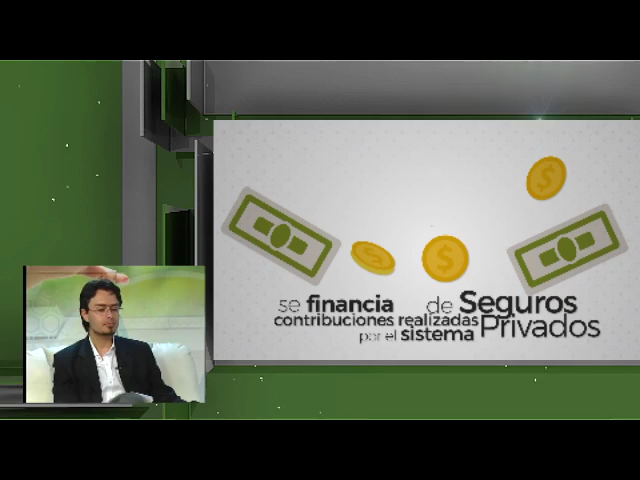 se financia de Seguros
contribuciones realizadas Privados
por el sistema